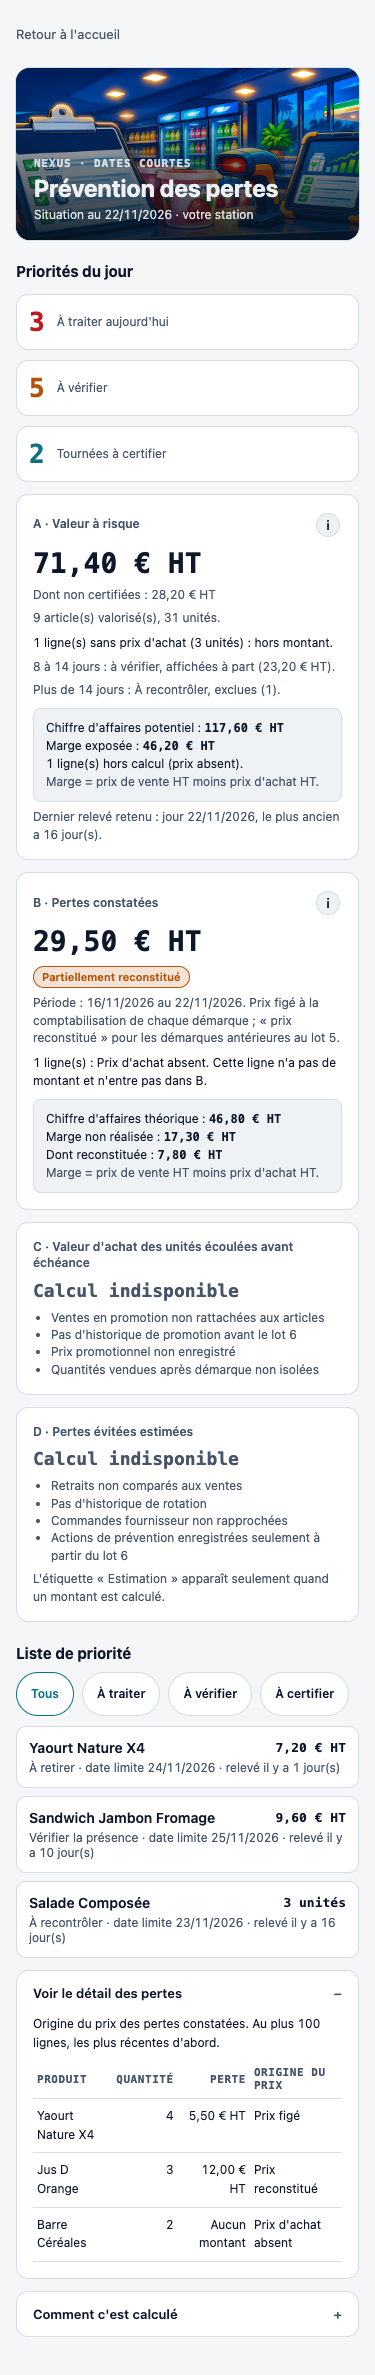 Retour à l'accueil
NEXUS · DATES COURTES
Prévention des pertes
Situation au 22/11/2026 · votre station
Priorités du jour
3 À traiter aujourd'hui
5 À vérifier
2 Tournées à certifier
A · Valeur à risque
i
71,40 € HT
Dont non certifiées : 28,20 € HT
9 article(s) valorisé(s), 31 unités.
1 ligne(s) sans prix d'achat (3 unités) : hors montant.
8 à 14 jours : à vérifier, affichées à part (23,20 € HT).
Plus de 14 jours : À recontrôler, exclues (1).
Chiffre d'affaires potentiel : 117,60 € HT
Marge exposée : 46,20 € HT
1 ligne(s) hors calcul (prix absent).
Marge = prix de vente HT moins prix d'achat HT.
Dernier relevé retenu : jour 22/11/2026, le plus ancien
a 16 jour(s).
B · Pertes constatées
i
29,50 € HT
Partiellement reconstitué
Période : 16/11/2026 au 22/11/2026. Prix figé à la
comptabilisation de chaque démarque ; « prix
reconstitué » pour les démarques antérieures au lot 5.
1 ligne(s) : Prix d'achat absent. Cette ligne n'a pas de
montant et n'entre pas dans B.
Chiffre d'affaires théorique : 46,80 € HT
Marge non réalisée : 17,30 € HT
Dont reconstituée : 7,80 € HT
Marge = prix de vente HT moins prix d'achat HT.
C · Valeur d'achat des unités écoulées avant
échéance
Calcul indisponible
• Ventes en promotion non rattachées aux articles
• Pas d'historique de promotion avant le lot 6
• Prix promotionnel non enregistré
• Quantités vendues après démarque non isolées
D · Pertes évitées estimées
Calcul indisponible
• Retraits non comparés aux ventes
• Pas d'historique de rotation
• Commandes fournisseur non rapprochées
• Actions de prévention enregistrées seulement à
partir du lot 6
L'étiquette « Estimation » apparaît seulement quand
un montant est calculé.
Liste de priorité
Tous À traiter À vérifier À certifier
Yaourt Nature X4 7,20 € HT
À retirer · date limite 24/11/2026 · relevé il y a 1 jour(s)
Sandwich Jambon Fromage 9,60 € HT
Vérifier la présence · date limite 25/11/2026 · relevé il y
a 10 jour(s)
Salade Composée 3 unités
À recontrôler · date limite 23/11/2026 · relevé il y a 16
jour(s)
Voir le détail des pertes −
Origine du prix des pertes constatées. Au plus 100
lignes, les plus récentes d'abord.
PRODUIT QUANTITÉ PERTE ORIGINE DU
PRIX
Yaourt 4 5,50 € HT Prix figé
Nature X4
Jus D 3 12,00 € Prix
Orange HT reconstitué
Barre 2 Aucun Prix d'achat
Céréales montant absent
Comment c'est calculé +